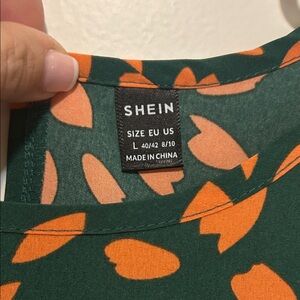 SHEIN
SIZE EU US
L 40/42 8/10
MADE IN CHINA